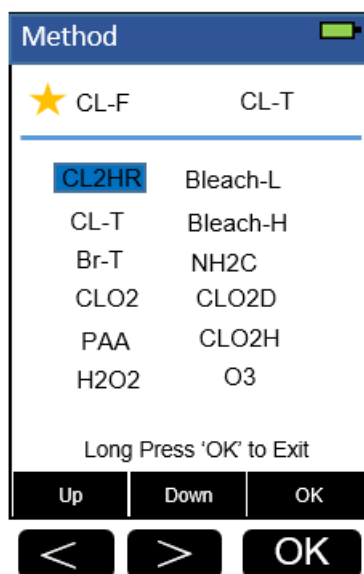 Method
CL-F CL-T
CL2HR Bleach-L
CL-T Bleach-H
Br-T NH2C
CLO2 CLO2D
PAA CLO2H
H2O2 O3
Long Press 'OK' to Exit
Up Down OK
< > OK